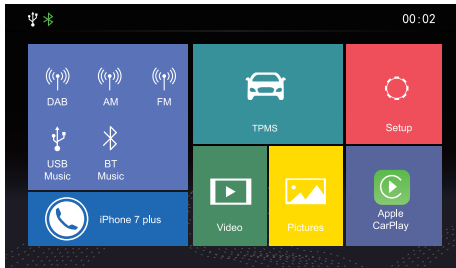 00:02
DAB
AM
FM
TPMS
Setup
USB
Music
BT
Music
iPhone 7 plus
Video
Pictures
Apple
CarPlay